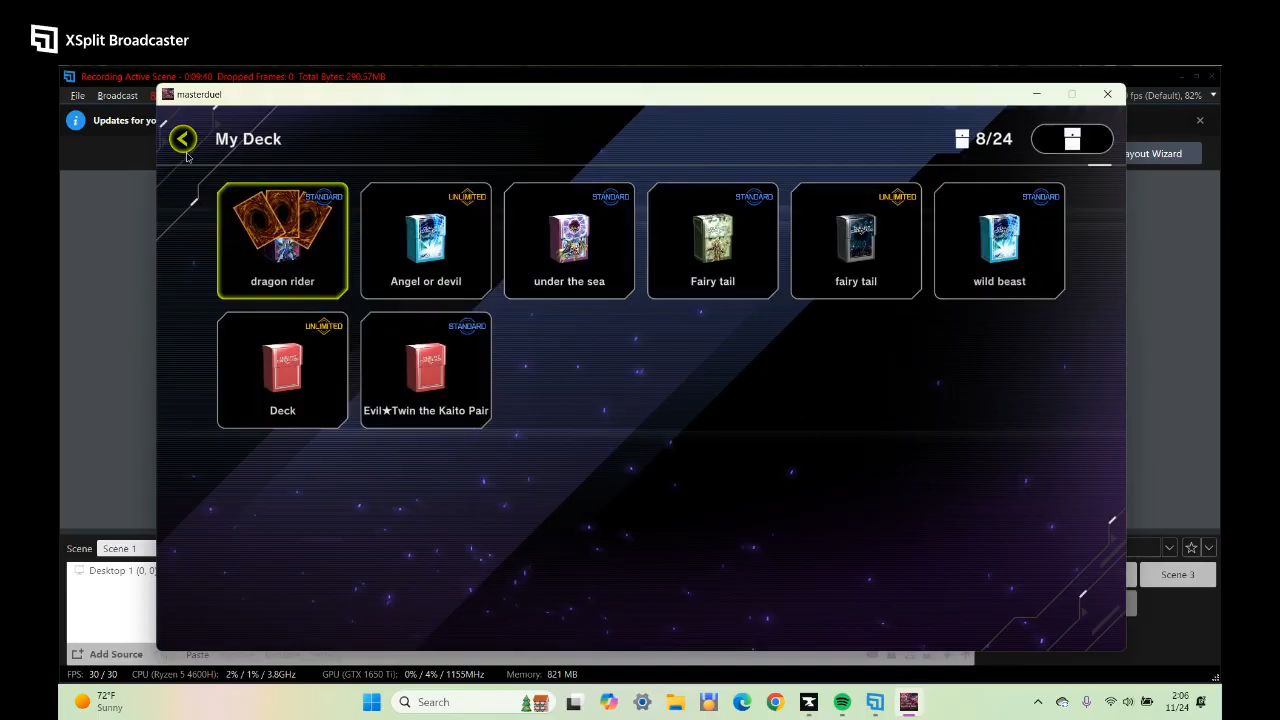 XSplit Broadcaster
Recording Active Scene - 0:09:40 Dropped Frames: 0 Total Bytes: 290.57MB
File Broadcast
masterduel
fps (Default), 82%
Updates for yo
ayout Wizard
My Deck
8/24
STANDARD
dragon rider
UNLIMITED
Angel or devil
STANDARD
under the sea
STANDARD
Fairy tail
UNLIMITED
fairy tail
STANDARD
wild beast
UNLIMITED
Deck
STANDARD
Evil★Twin the Kaito Pair
Scene Scene 1
Desktop 1 (0, 0)
Scene 3
Add Source
Paste
FPS: 30 / 30 CPU (Ryzen 5 4600H): 2% / 1% / 3.8GHz GPU (GTX 1650 Ti): 0% / 4% / 1155MHz Memory: 821 MB
72°F
Sunny
Search
2:06
11/24